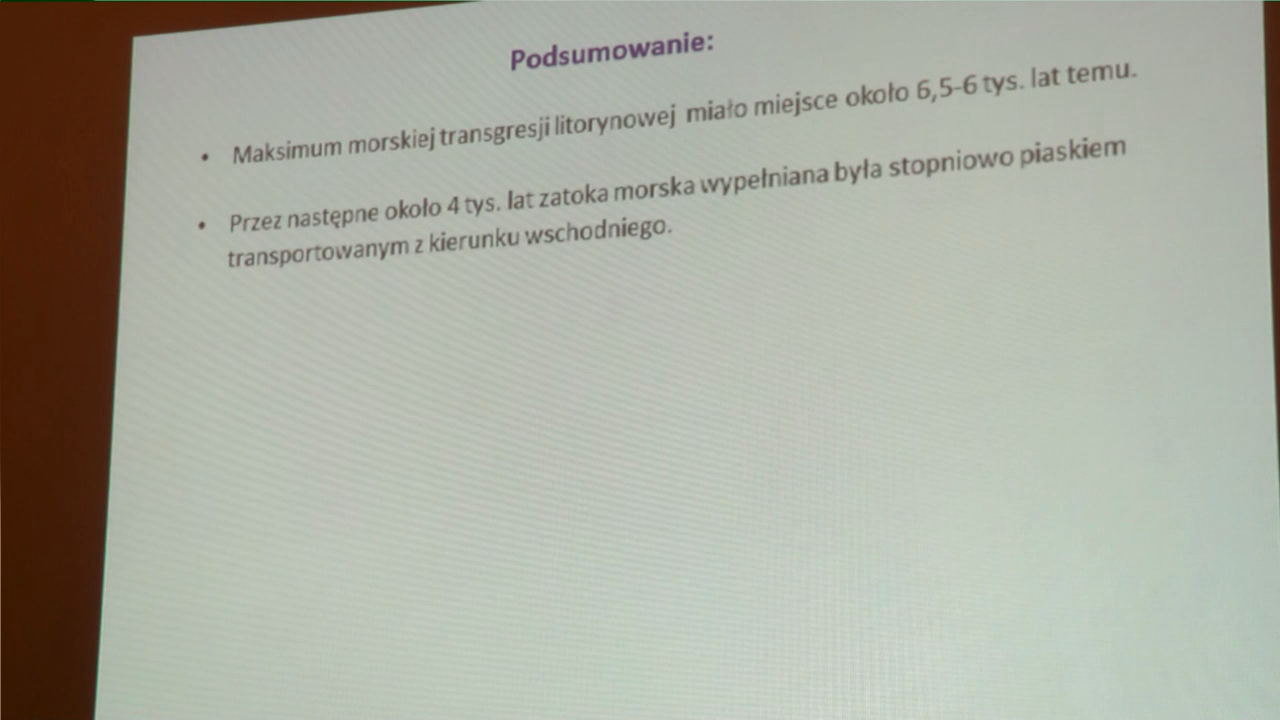 Podsumowanie:
• Maksimum morskiej transgresji litorynowej miało miejsce około 6,5-6 tys. lat temu.
• Przez następne około 4 tys. lat zatoka morska wypełniana była stopniowo piaskiem
transportowanym z kierunku wschodniego.